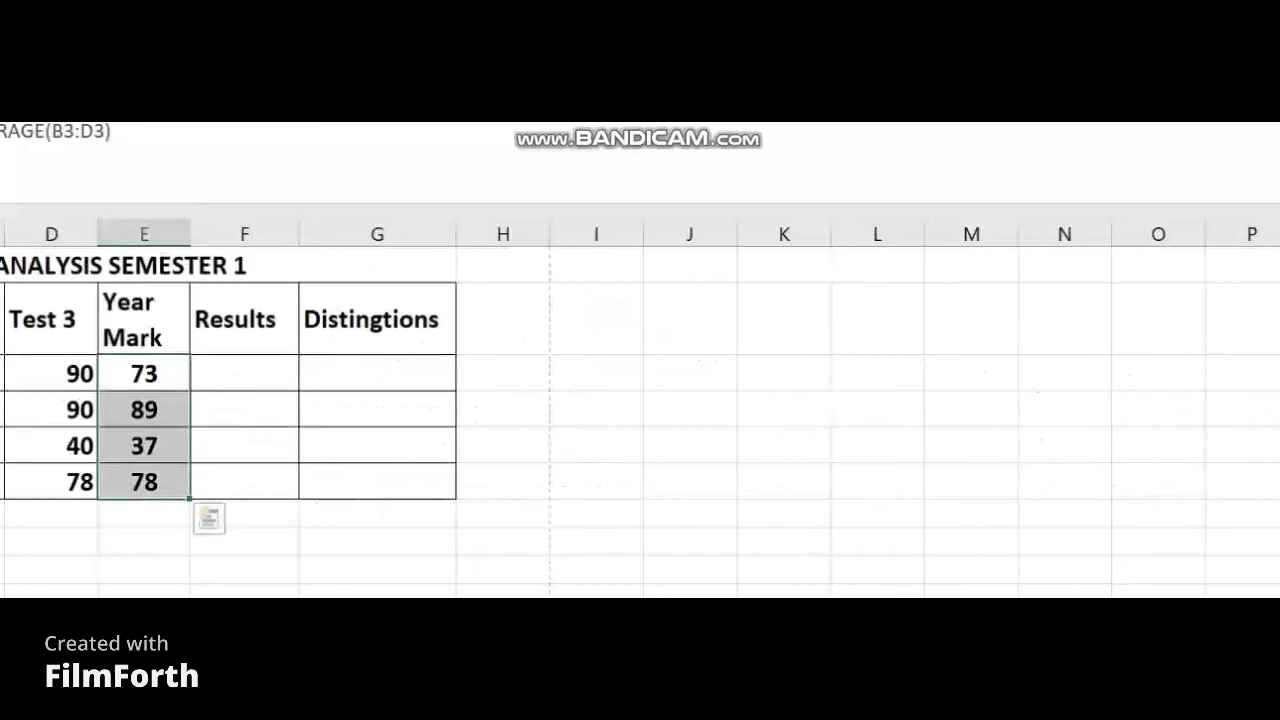 RAGE(B3:D3)
www.BANDICAM.com
D E F G H I J K L M N O P
ANALYSIS SEMESTER 1
Test 3 Year Mark Results Distingtions
90 73
90 89
40 37
78 78
Created with
FilmForth